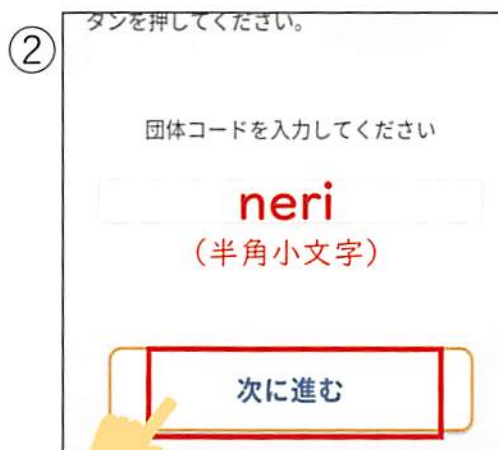 ②
タンを押してください。
団体コードを入力してください
neri
(半角小文字)
次に進む